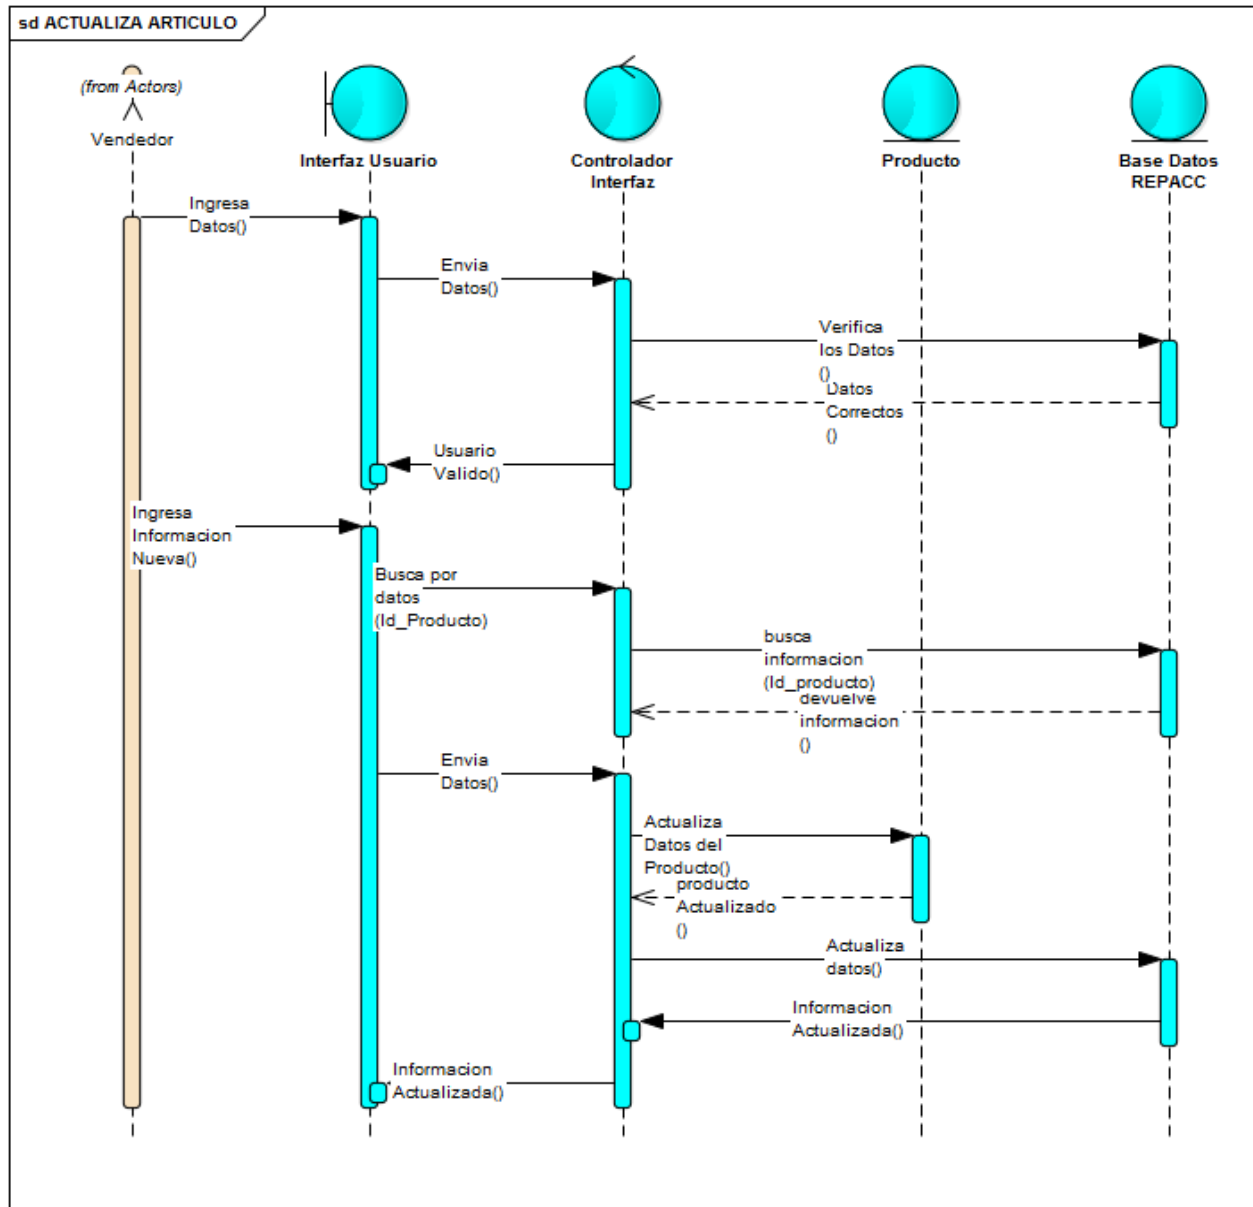 sd ACTUALIZA ARTICULO
(from Actors)
Vendedor
Interfaz Usuario
Controlador
Interfaz
Producto
Base Datos
REPACC
Ingresa
Datos()
Envia
Datos()
Verifica
los Datos
()
Datos
Correctos
()
Usuario
Valido()
Ingresa
Informacion
Nueva()
Busca por
datos
(Id_Producto)
busca
informacion
(Id_producto)
devuelve
informacion
()
Envia
Datos()
Actualiza
Datos del
Producto()
producto
Actualizado
()
Actualiza
datos()
Informacion
Actualizada()
Informacion
Actualizada()